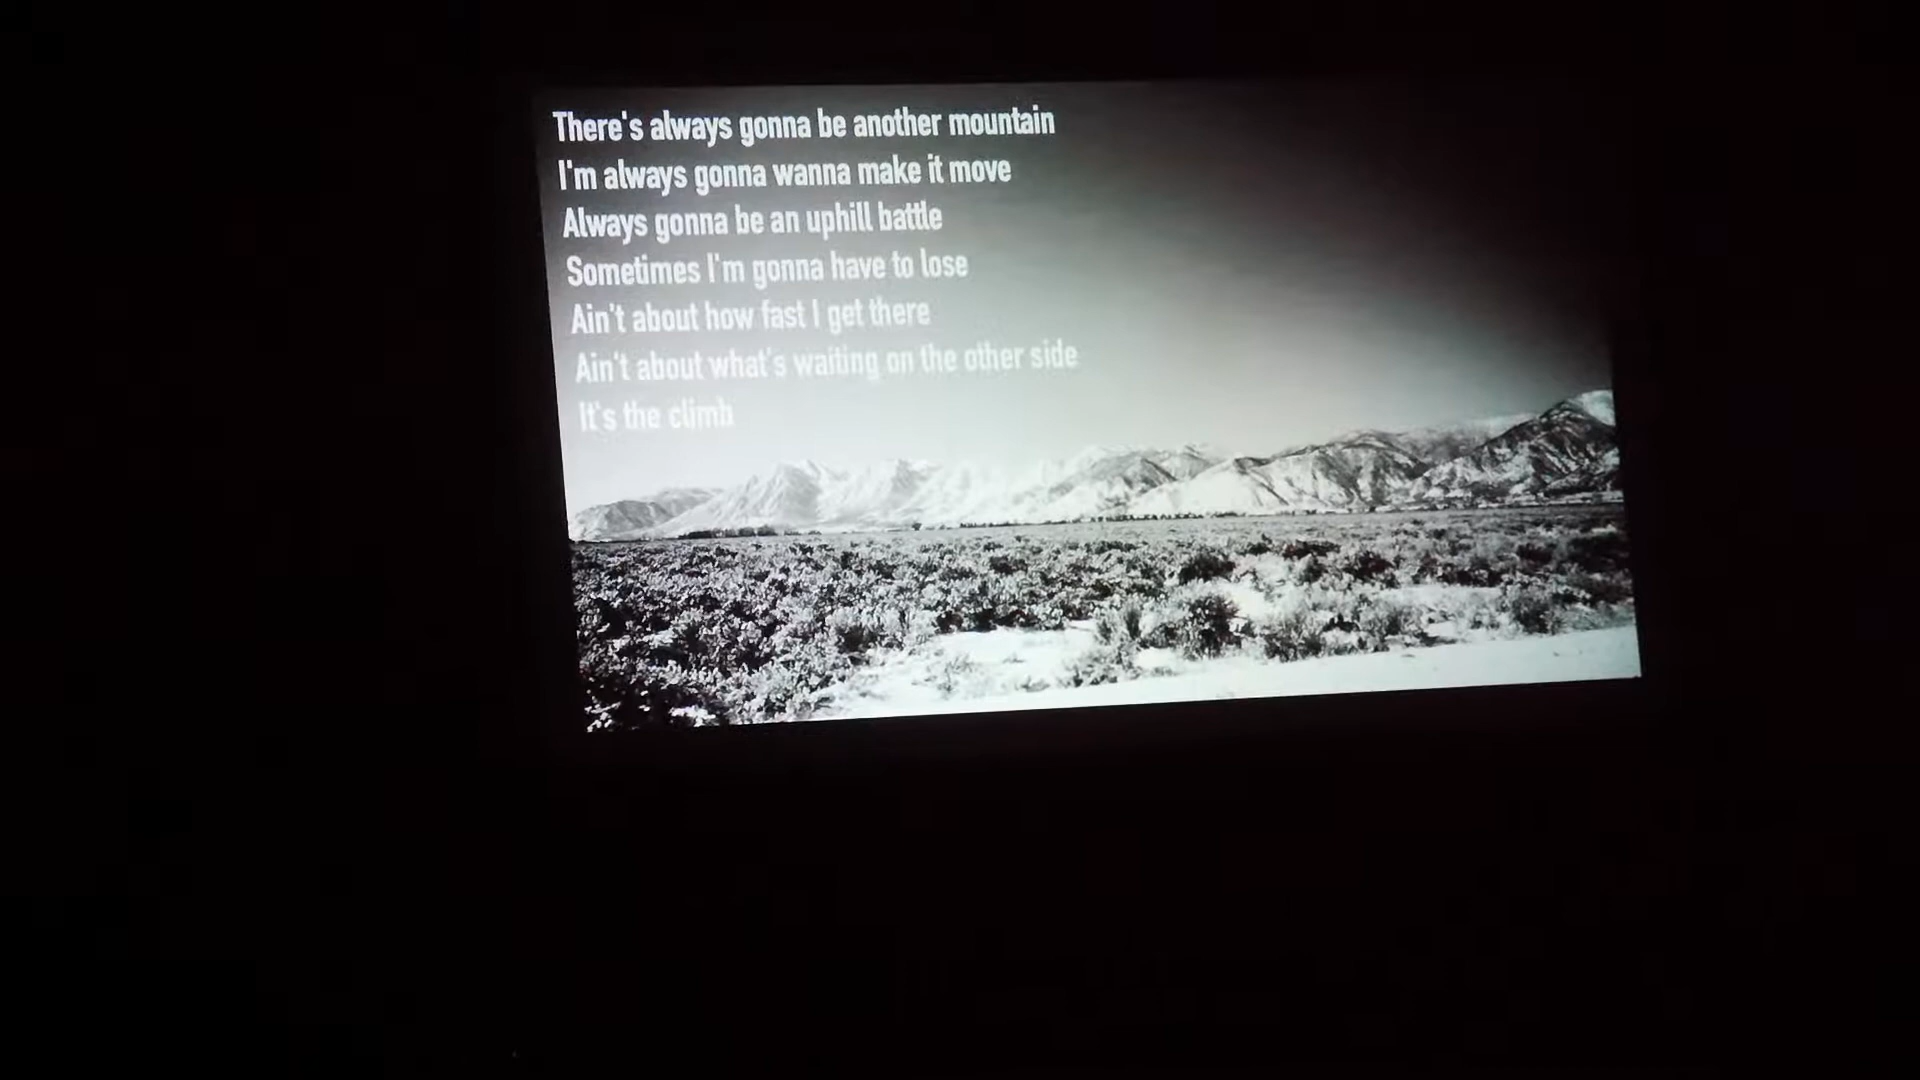 There's always gonna be another mountain
I'm always gonna wanna make it move
Always gonna be an uphill battle
Sometimes I'm gonna have to lose
Ain't about how fast I get there
Ain't about what's waiting on the other side
It's the climb